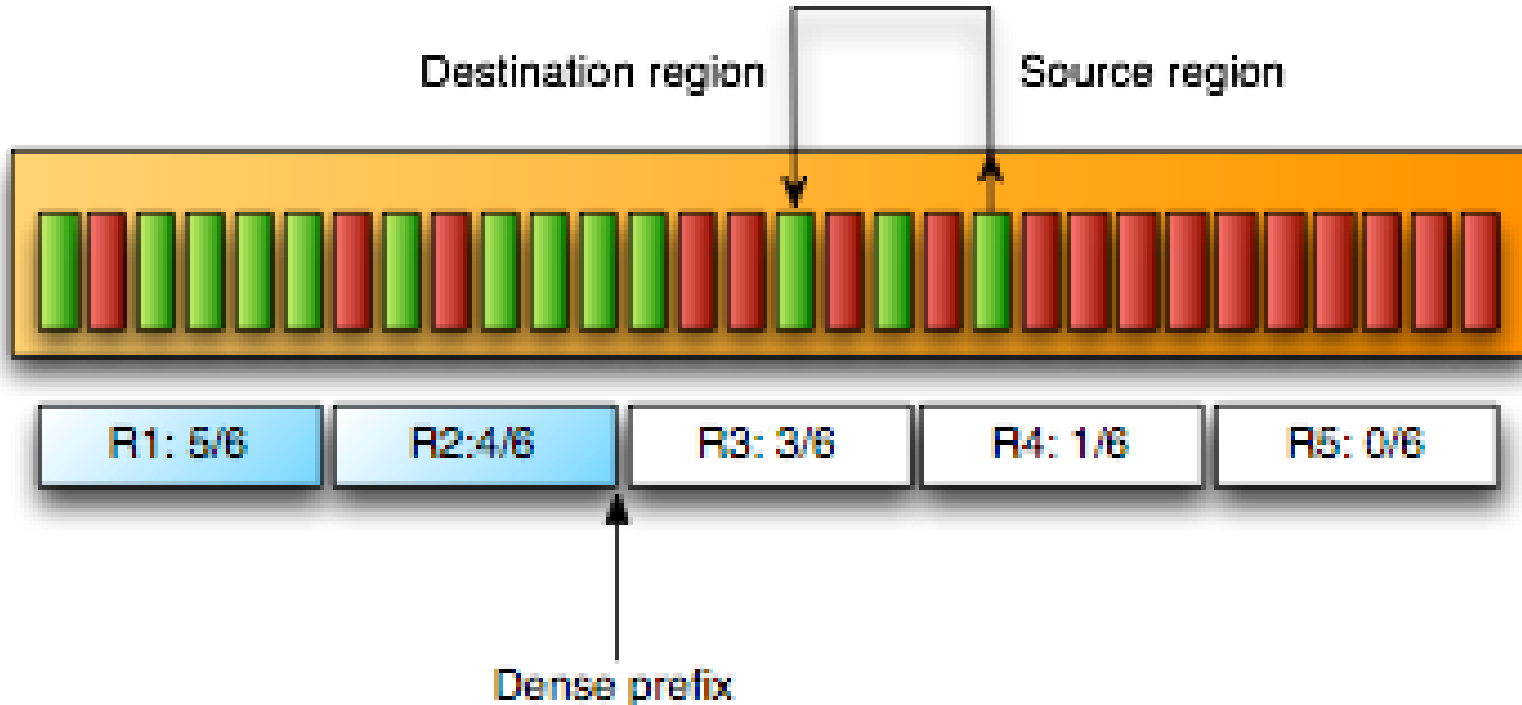 Destination region
Source region
R1: 5/6
R2:4/6
R3: 3/6
R4: 1/6
R5: 0/6
Dense prefix